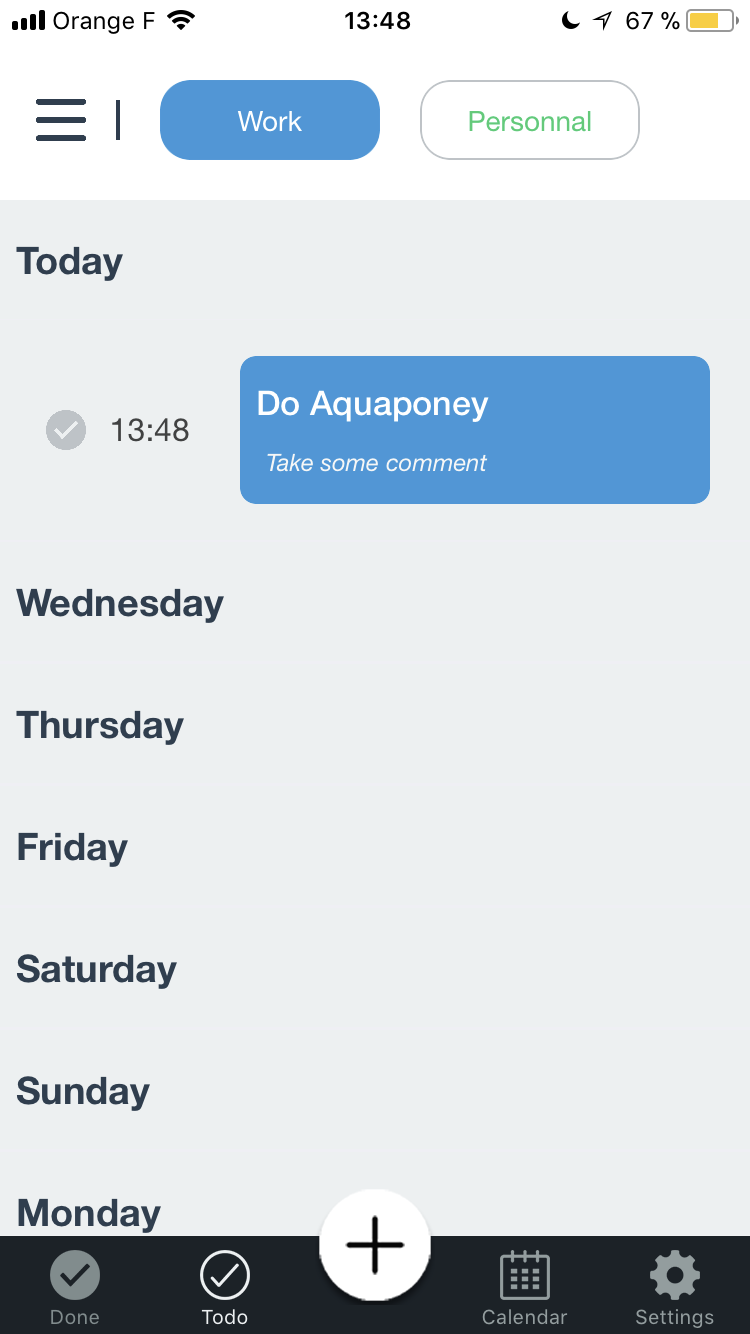 Orange F 13:48 67 %
Work Personnal
Today
13:48 Do Aquaponey
Take some comment
Wednesday
Thursday
Friday
Saturday
Sunday
Monday
Done Todo Calendar Settings